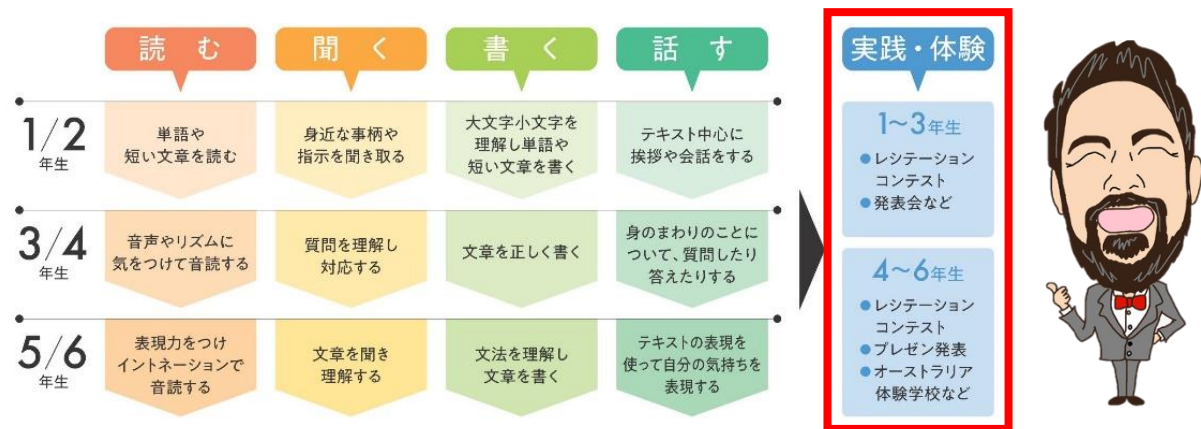 読む
聞く
書く
話す
実践・体験
1/2
年生
単語や
短い文章を読む
身近な事柄や
指示を聞き取る
大文字小文字を
理解し単語や
短い文章を書く
テキスト中心に
挨拶や会話をする
3/4
年生
音声やリズムに
気をつけて音読する
質問を理解し
対応する
文章を正しく書く
身のまわりのことに
ついて、質問したり
答えたりする
5/6
年生
表現力をつけ
イントネーションで
音読する
文章を聞き
理解する
文法を理解し
文章を書く
テキストの表現を
使って自分の気持ちを
表現する
1〜3年生
●レシテーション
コンテスト
●発表会など
4〜6年生
●レシテーション
コンテスト
●プレゼン発表
●オーストラリア
体験学校など